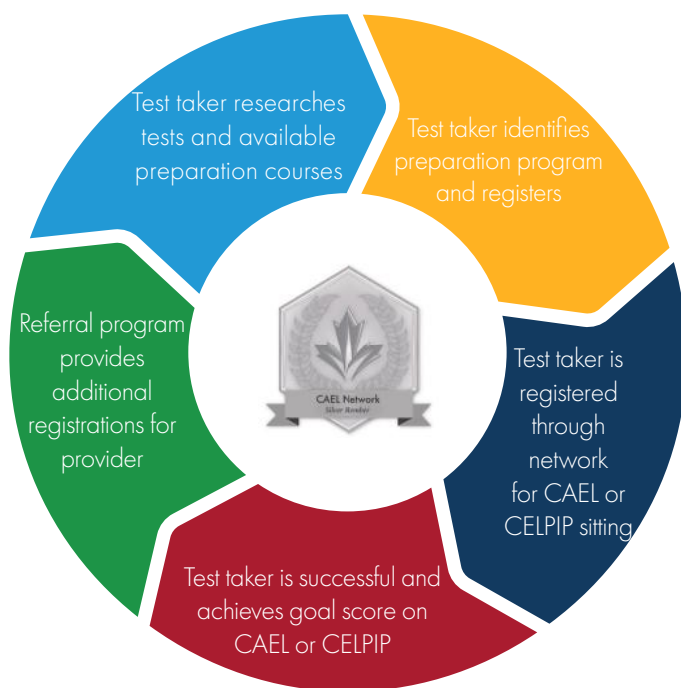 Test taker researches
tests and available
preparation courses
Test taker identifies
preparation program
and registers
Test taker is
registered
through
network
for CAEL or
CELPIP sitting
Test taker is successful and
achieves goal score on
CAEL or CELPIP
Referral program
provides
additional
registrations for
provider
CAEL Network
Silver Member